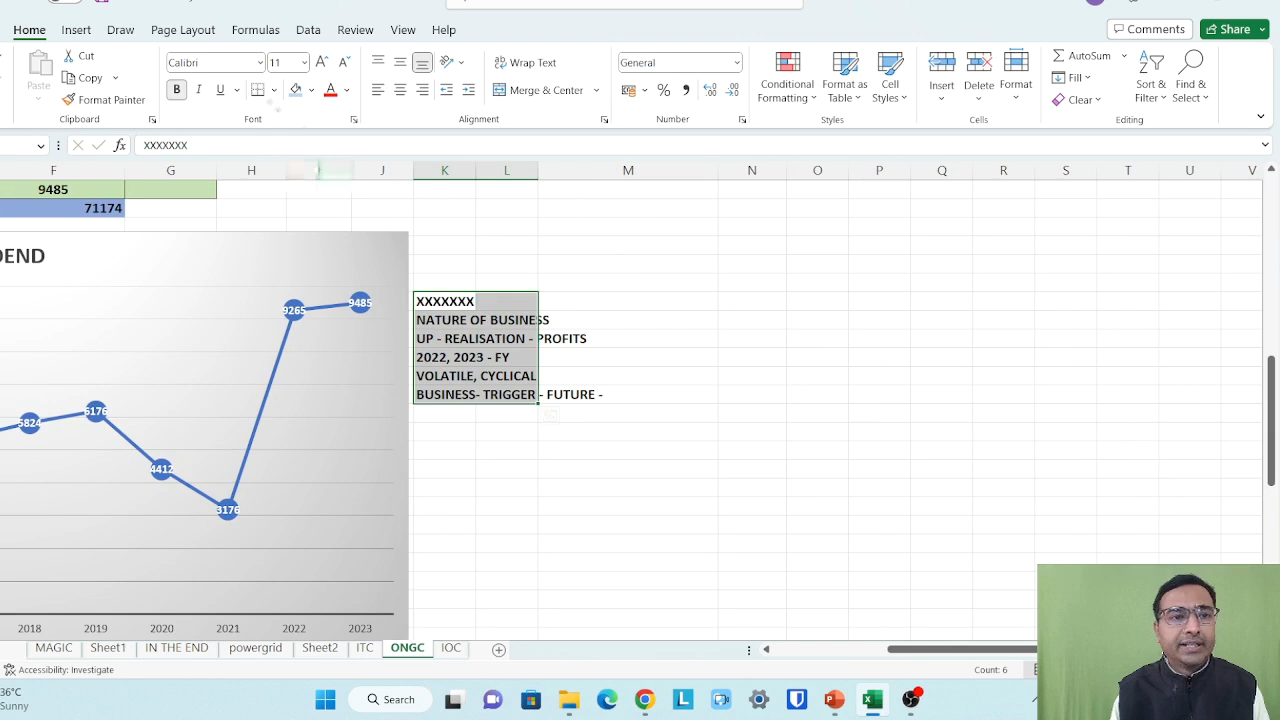 Home Insert Draw Page Layout Formulas Data Review View Help Comments Share
Cut
Copy
Format Painter
Paste
Clipboard
Calibri 11
B I U
Font
Wrap Text
Merge & Center
Alignment
General
Number
Conditional Formatting
Format as Table
Cell Styles
Styles
Insert
Delete
Format
Cells
AutoSum
Fill
Clear
Sort & Filter
Find & Select
Editing
fx XXXXXXX
F G H J K L M N O P Q R S T U V
9485
71174
DEND
9265
9485
5824
6176
4412
3176
2018 2019 2020 2021 2022 2023
XXXXXXX
NATURE OF BUSINESS
UP - REALISATION - PROFITS
2022, 2023 - FY
VOLATILE, CYCLICAL
BUSINESS- TRIGGER - FUTURE -
MAGIC Sheet1 IN THE END powergrid Sheet2 ITC ONGC IOC
Accessibility: Investigate
Count: 6
36°C
Sunny
Search